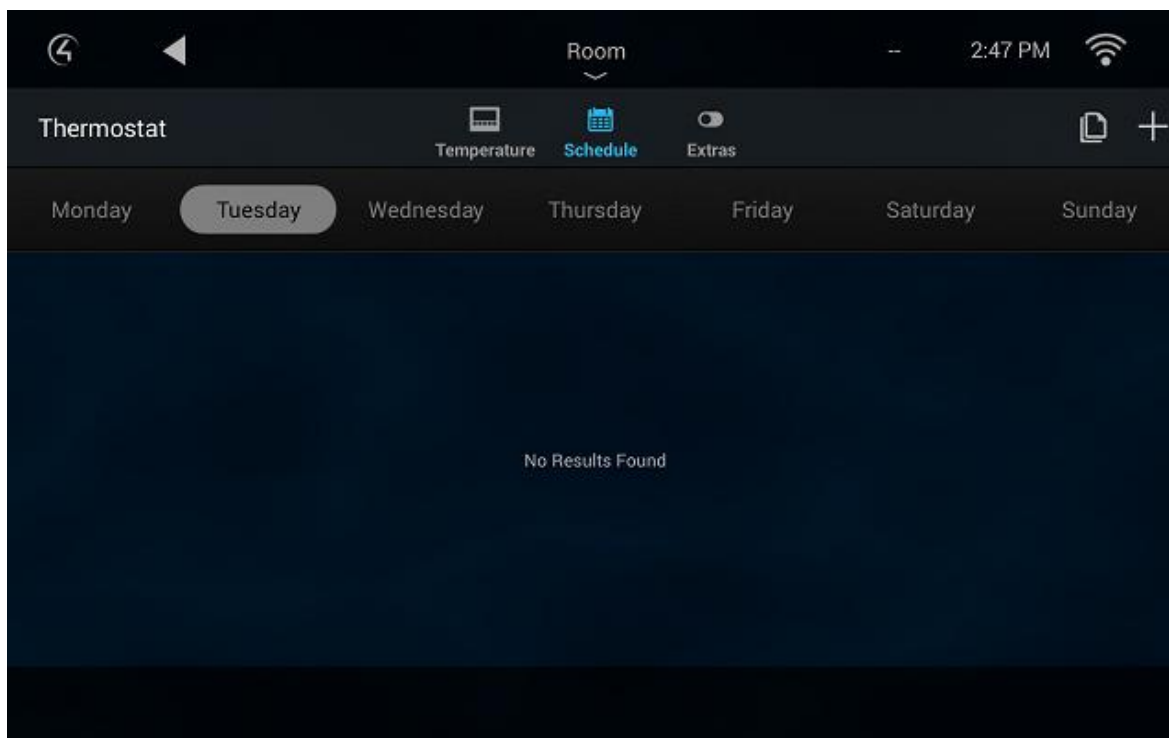 Room
-- 2:47 PM
Thermostat
Temperature Schedule Extras
Monday Tuesday Wednesday Thursday Friday Saturday Sunday
No Results Found